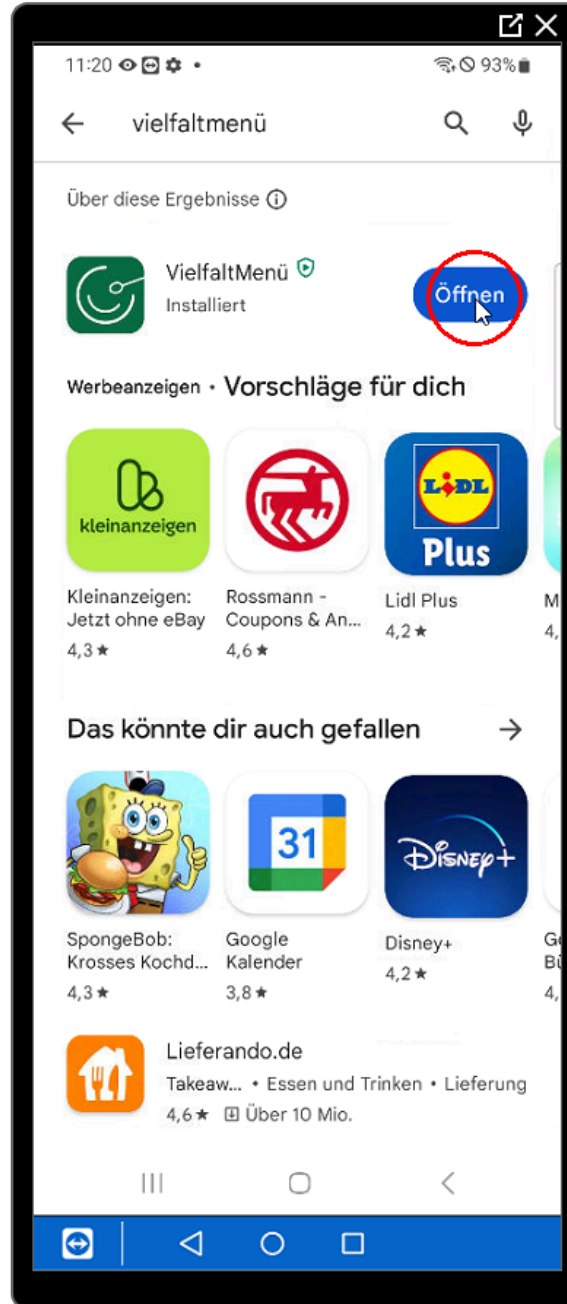 11:20 93%
vielfaltmenü
Über diese Ergebnisse
VielfaltMenü
Installiert
Öffnen
Werbeanzeigen • Vorschläge für dich
kleinanzeigen
LIDL
Plus
Kleinanzeigen: Jetzt ohne eBay
4,3★
Rossmann – Coupons & An...
4,6★
Lidl Plus
4,2★
M
4,
Das könnte dir auch gefallen
31
Disney+
SpongeBob: Krosses Kochd...
4,3★
Google Kalender
3,8★
Disney+
4,2★
Bü
4,
Lieferando.de
Takeaw... • Essen und Trinken • Lieferung
4,6★ Über 10 Mio.